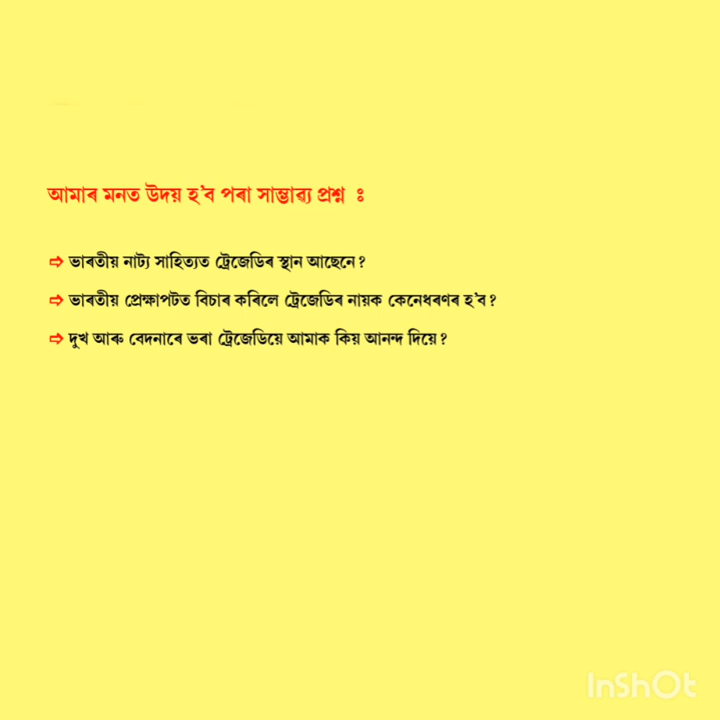 আমাৰ মনত উদয় হ'ব পৰা সাম্ভাব্য প্ৰশ্ন ঃ
⇨ ভাৰতীয় নাট্য সাহিত্যত ট্ৰেজেডিৰ স্থান আছেনে ?
⇨ ভাৰতীয় প্ৰেক্ষাপটত বিচাৰ কৰিলে ট্ৰেজেডিৰ নায়ক কেনেধৰণৰ হ'ব ?
⇨ দুখ আৰু বেদনাৰে ভৰা ট্ৰেজেডিয়ে আমাক কিয় আনন্দ দিয়ে ?
InShOt